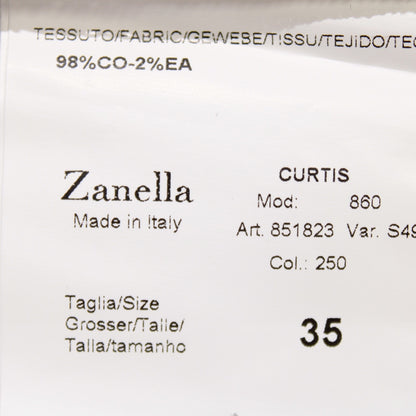 TESSUTO/FABRIC/GEWEBE/TISSU/TEJIDO/TEC
98%CO-2%EA
Zanella
Made in Italy
CURTIS
Mod: 860
Art. 851823 Var. S49
Col.: 250
Taglia/Size
Grosser/Taile/
Talla/tamanho
35